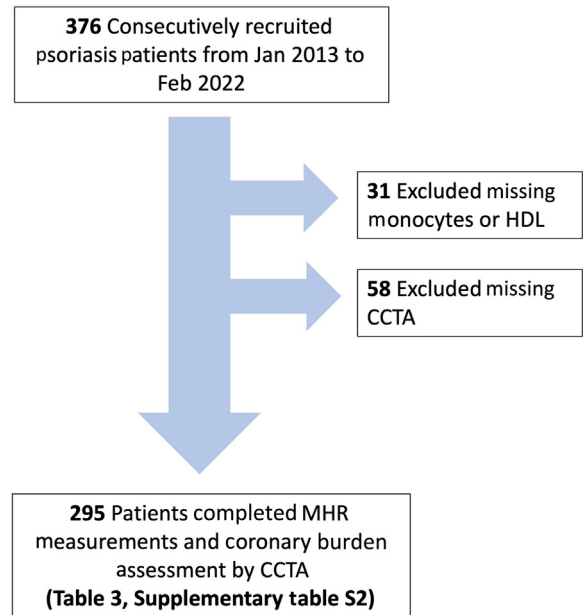 376 Consecutively recruited
psoriasis patients from Jan 2013 to
Feb 2022
31 Excluded missing
monocytes or HDL
58 Excluded missing
CCTA
295 Patients completed MHR
measurements and coronary burden
assessment by CCTA
(Table 3, Supplementary table S2)